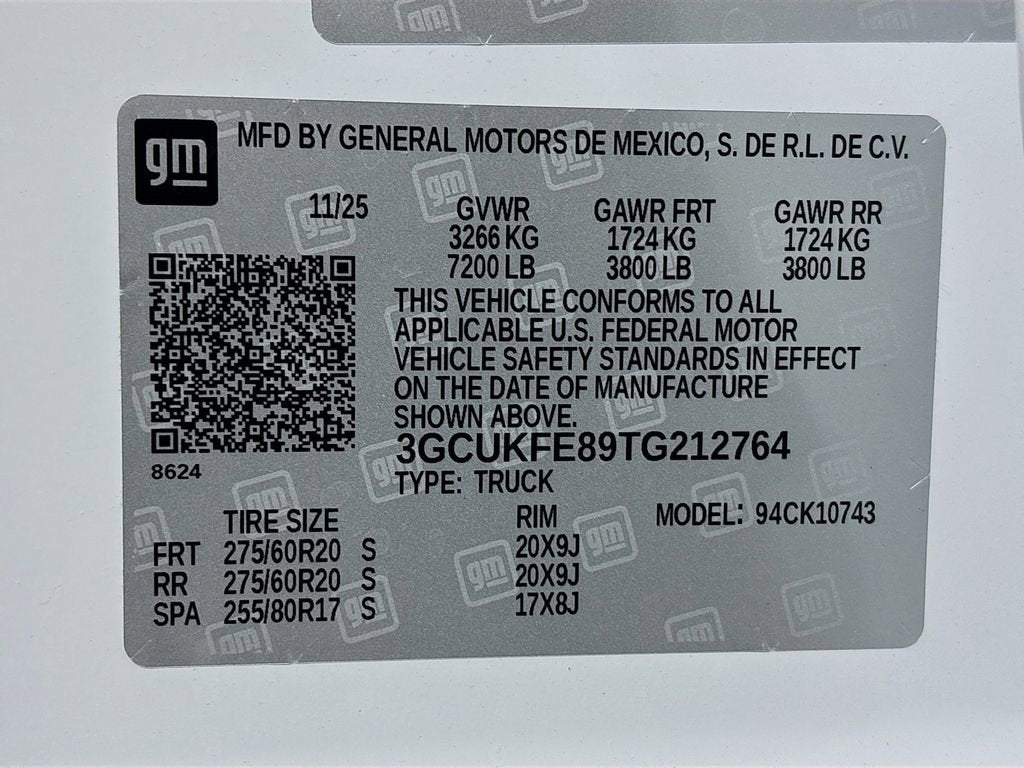 gm MFD BY GENERAL MOTORS DE MEXICO, S. DE R.L. DE C.V.
11/25 GVWR GAWR FRT GAWR RR
3266 KG 1724 KG 1724 KG
7200 LB 3800 LB 3800 LB
THIS VEHICLE CONFORMS TO ALL
APPLICABLE U.S. FEDERAL MOTOR
VEHICLE SAFETY STANDARDS IN EFFECT
ON THE DATE OF MANUFACTURE
SHOWN ABOVE.
3GCUKFE89TG212764
8624
TYPE: TRUCK
TIRE SIZE RIM MODEL: 94CK10743
FRT 275/60R20 S 20X9J
RR 275/60R20 S 20X9J
SPA 255/80R17 S 17X8J